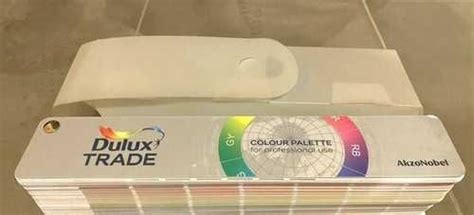 Dulux
TRADE
GY
COLOUR PALETTE
for professional use
RB
AkzoNobel